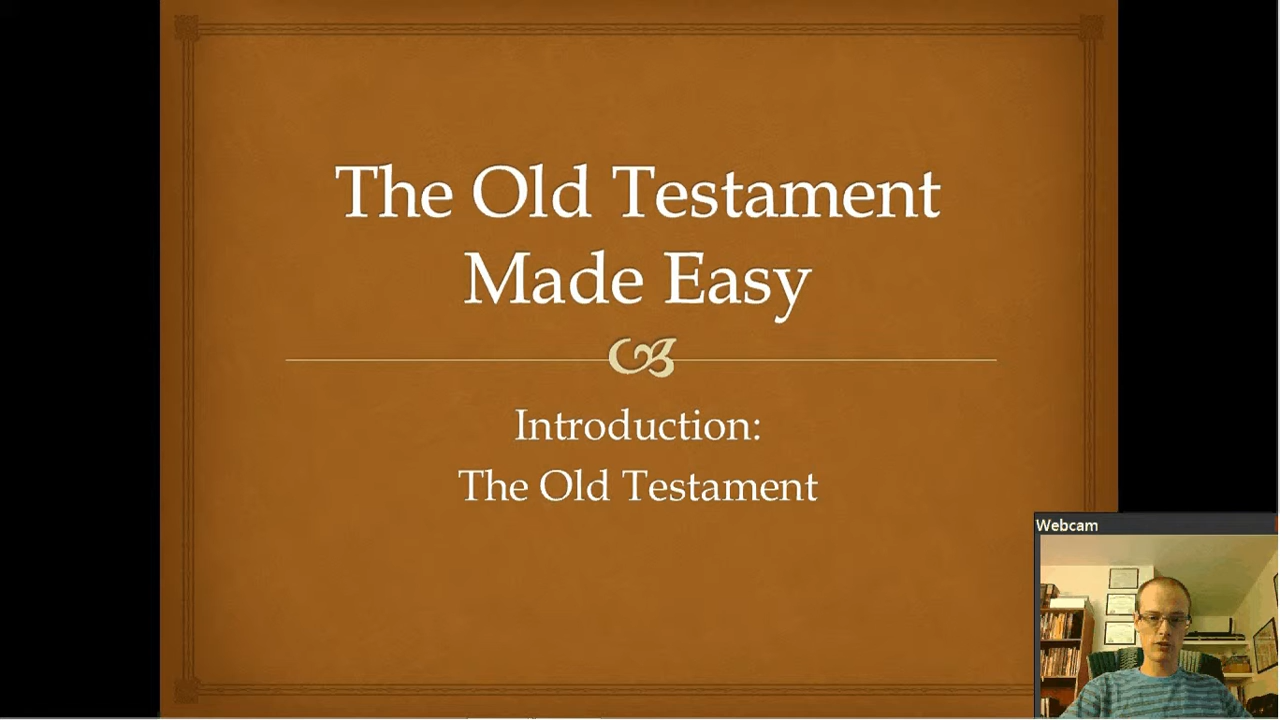 The Old Testament
Made Easy
Introduction:
The Old Testament
Webcam